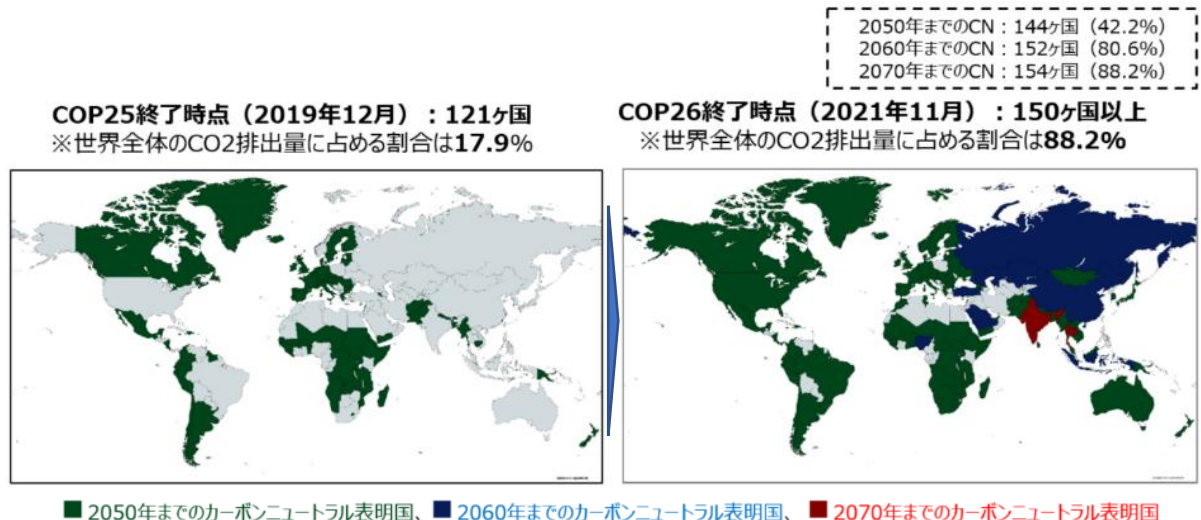 2050年までのCN：144ヶ国（42.2%）
2060年までのCN：152ヶ国（80.6%）
2070年までのCN：154ヶ国（88.2%）
COP25終了時点（2019年12月）：121ヶ国
※世界全体のCO2排出量に占める割合は17.9%
COP26終了時点（2021年11月）：150ヶ国以上
※世界全体のCO2排出量に占める割合は88.2%
■ 2050年までのカーボンニュートラル表明国、 ■ 2060年までのカーボンニュートラル表明国、 ■ 2070年までのカーボンニュートラル表明国